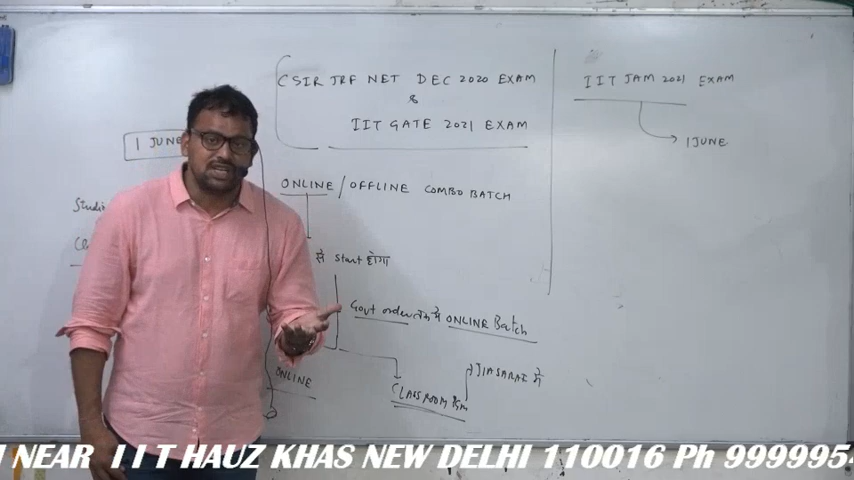 CSIR JRF NET DEC 2020 EXAM
&
IIT GATE 2021 EXAM
IIT JAM 2021 EXAM
1 JUNE
1 JUNE
ONLINE / OFFLINE COMBO BATCH
से start होगा
Govt order तक में ONLINE Batch
JIA SARAI में
ONLINE
CLASSROOM
NEAR I I T HAUZ KHAS NEW DELHI 110016 Ph 99999